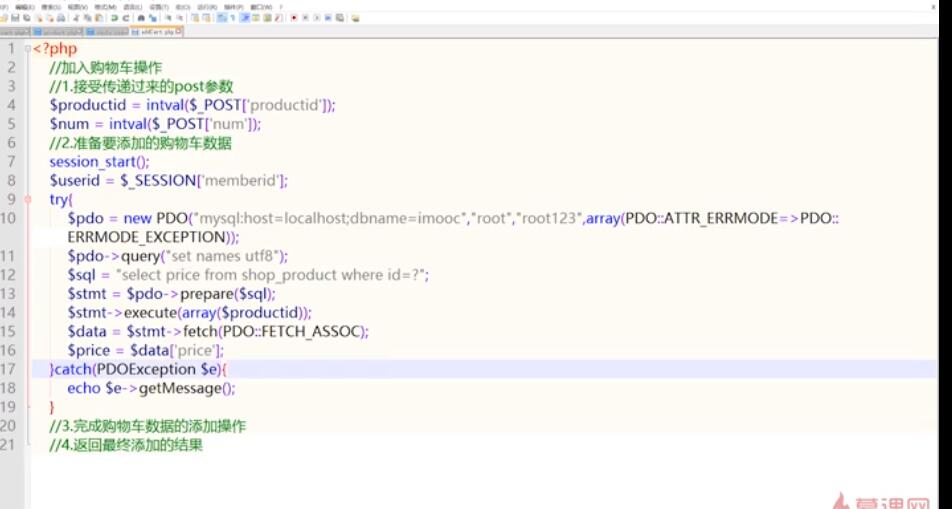 <?php
//加入购物车操作
//1.接受传递过来的post参数
$productid = intval($_POST['productid']);
$num = intval($_POST['num']);
//2.准备要添加的购物车数据
session_start();
$userid = $_SESSION['memberid'];
try{
$pdo = new PDO("mysql:host=localhost;dbname=imooc","root","root123",array(PDO::ATTR_ERRMODE=>PDO::
ERRMODE_EXCEPTION));
$pdo->query("set names utf8");
$sql = "select price from shop_product where id=?";
$stmt = $pdo->prepare($sql);
$stmt->execute(array($productid));
$data = $stmt->fetch(PDO::FETCH_ASSOC);
$price = $data['price'];
}catch(PDOException $e){
echo $e->getMessage();
}
//3.完成购物车数据的添加操作
//4.返回最终添加的结果
慕课网